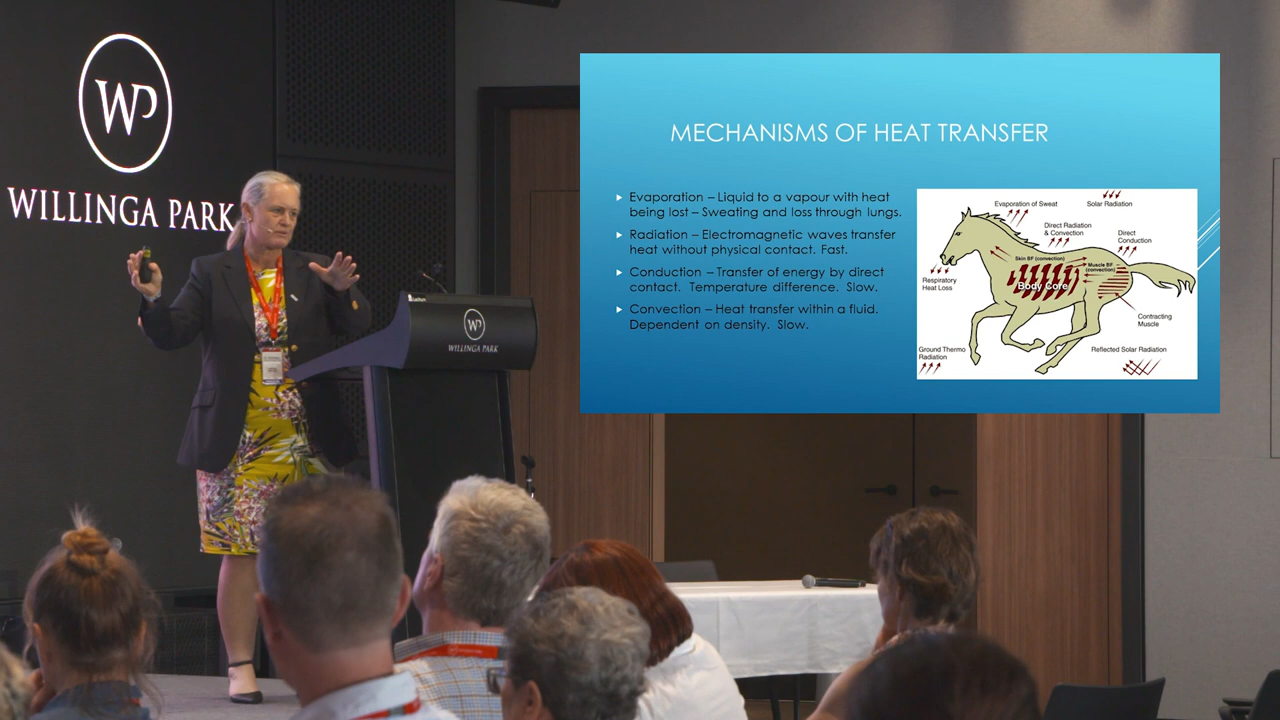 WP
WILLINGA PARK
WP
WILLINGA PARK
MECHANISMS OF HEAT TRANSFER
Evaporation – Liquid to a vapour with heat
being lost – Sweating and loss through lungs.
Radiation – Electromagnetic waves transfer
heat without physical contact. Fast.
Conduction – Transfer of energy by direct
contact. Temperature difference. Slow.
Convection – Heat transfer within a fluid.
Dependent on density. Slow.
Evaporation of Sweat
Solar Radiation
Direct Radiation
& Convection
Direct
Conduction
Skin BF (convection)
Muscle BF
(convection)
Body Core
Respiratory
Heat Loss
Contracting
Muscle
Ground Thermo
Radiation
Reflected Solar Radiation